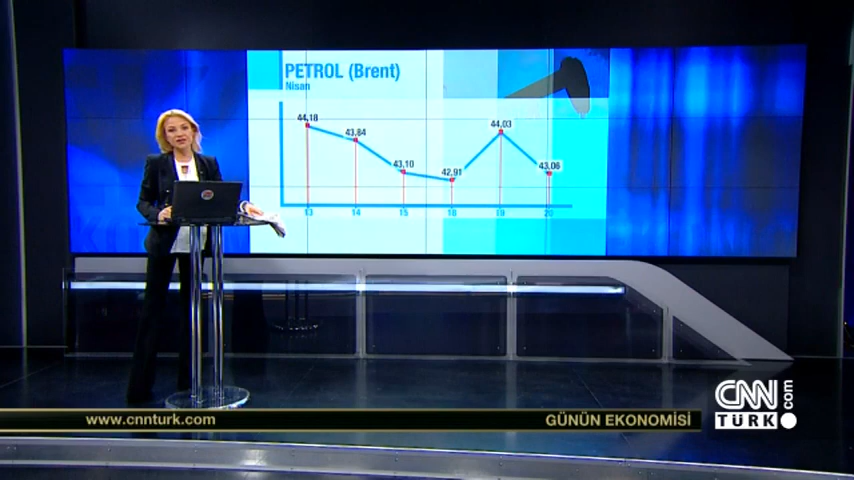 PETROL (Brent)
Nisan
44,18
43,84
43,10
42,91
44,03
43,06
13
14
15
18
19
20
www.cnnturk.com
GÜNÜN EKONOMİSİ
CNN
TÜRK
.com